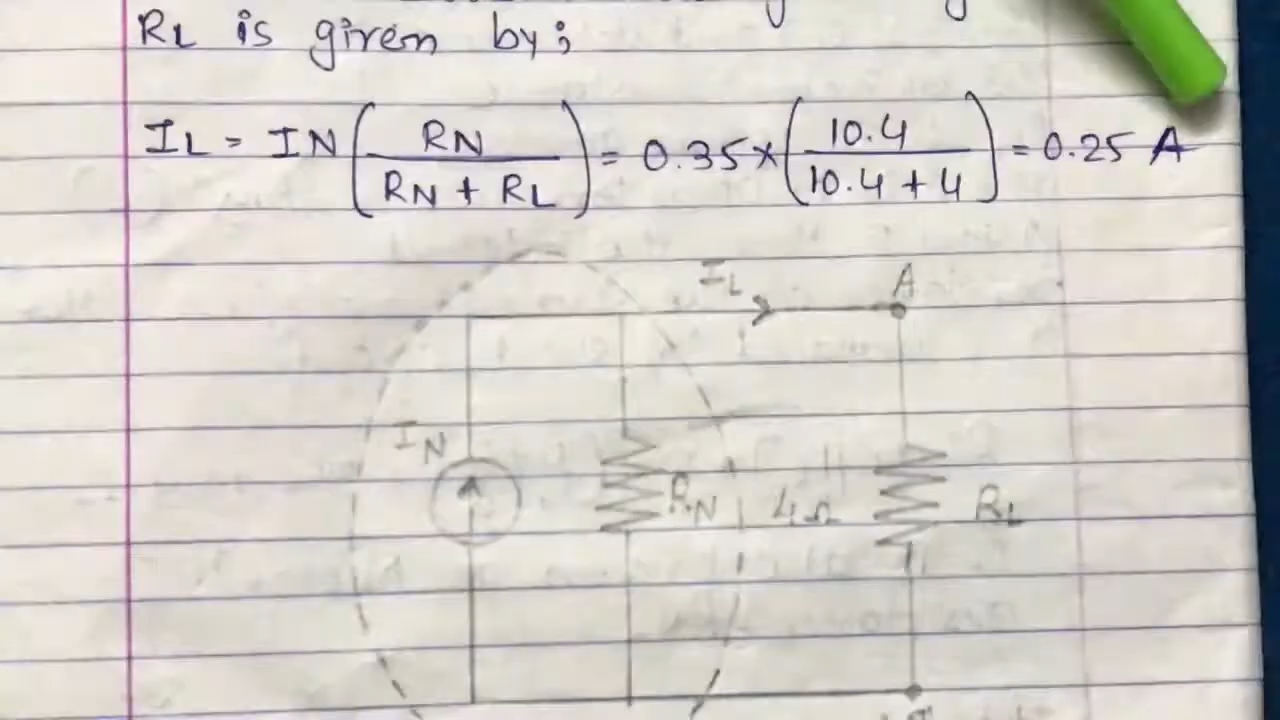 RL is given by;
IL = IN ( RN / RN + RL ) = 0.35 × ( 10.4 / 10.4 + 4 ) = 0.25 A
IL A
IN
RN 4Ω RL